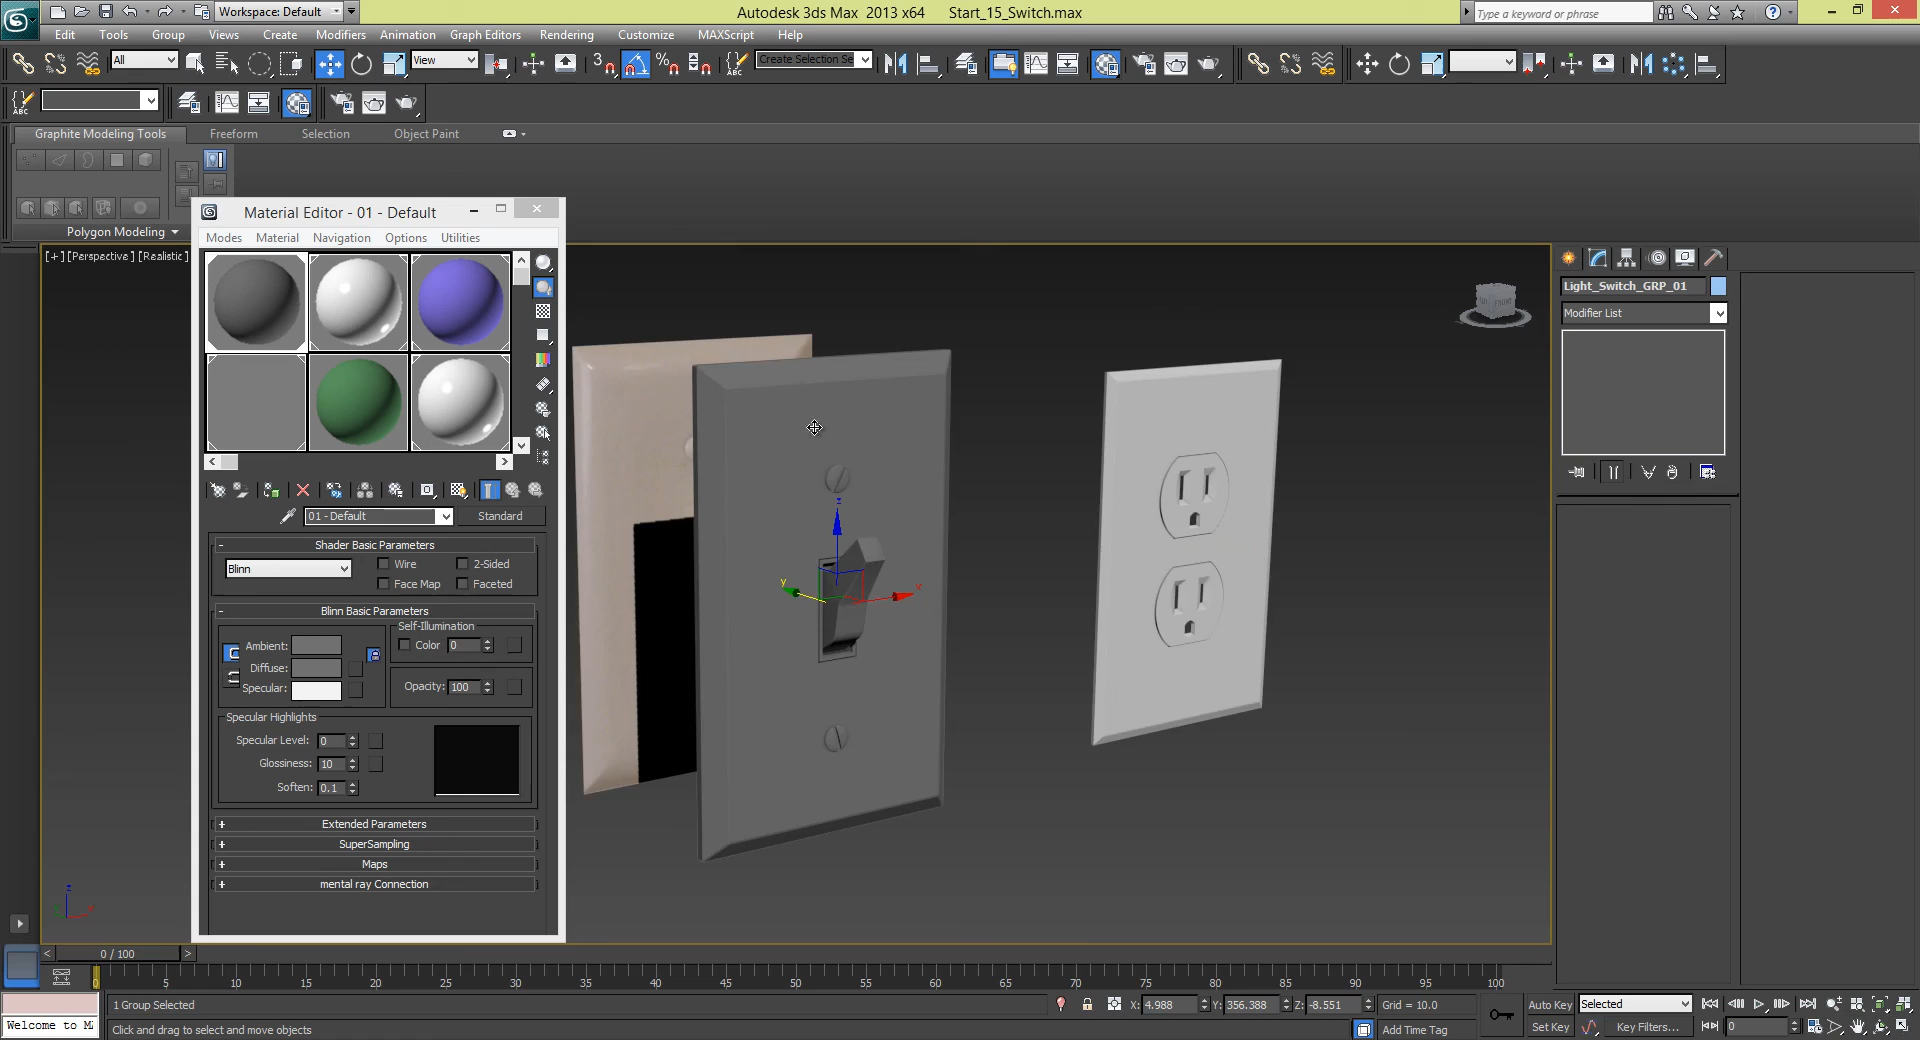 Workspace: Default
Autodesk 3ds Max 2013 x64 Start_15_Switch.max
Type a keyword or phrase
Edit Tools Group Views Create Modifiers Animation Graph Editors Rendering Customize MAXScript Help
All
View
3
Create Selection Se
ABC
ABC
Graphite Modeling Tools Freeform Selection Object Paint
Polygon Modeling
Material Editor - 01 - Default
Modes Material Navigation Options Utilities
[+] [Perspective] [Realistic]
Light_Switch_GRP_01
Modifier List
01 - Default
Standard
- Shader Basic Parameters
Blinn
Wire 2-Sided
Face Map Faceted
- Blinn Basic Parameters
Self-Illumination
Ambient:
Color 0
Diffuse:
Specular:
Opacity: 100
Specular Highlights
Specular Level: 0
Glossiness: 10
Soften: 0.1
+ Extended Parameters
+ SuperSampling
+ Maps
+ mental ray Connection
z
y
x
z
x
< 0 / 100 >
0 5 10 15 20 25 30 35 40 45 50 55 60 65 70 75 80 85 90 95 100
1 Group Selected
X: 4.988 Y: 356.388 Z: -8.551 Grid = 10.0
Auto Key Selected
Welcome to M
Click and drag to select and move objects
Add Time Tag
Set Key Key Filters... 0